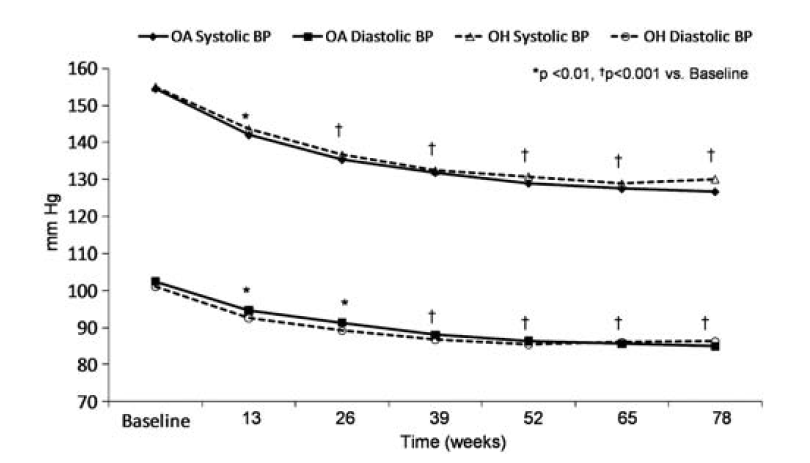 OA Systolic BP OA Diastolic BP OH Systolic BP OH Diastolic BP
*p <0.01, †p<0.001 vs. Baseline
160
150
140
130
120
110
100
90
80
70
mm Hg
* † † † † †
* * † † † †
Baseline 13 26 39 52 65 78
Time (weeks)